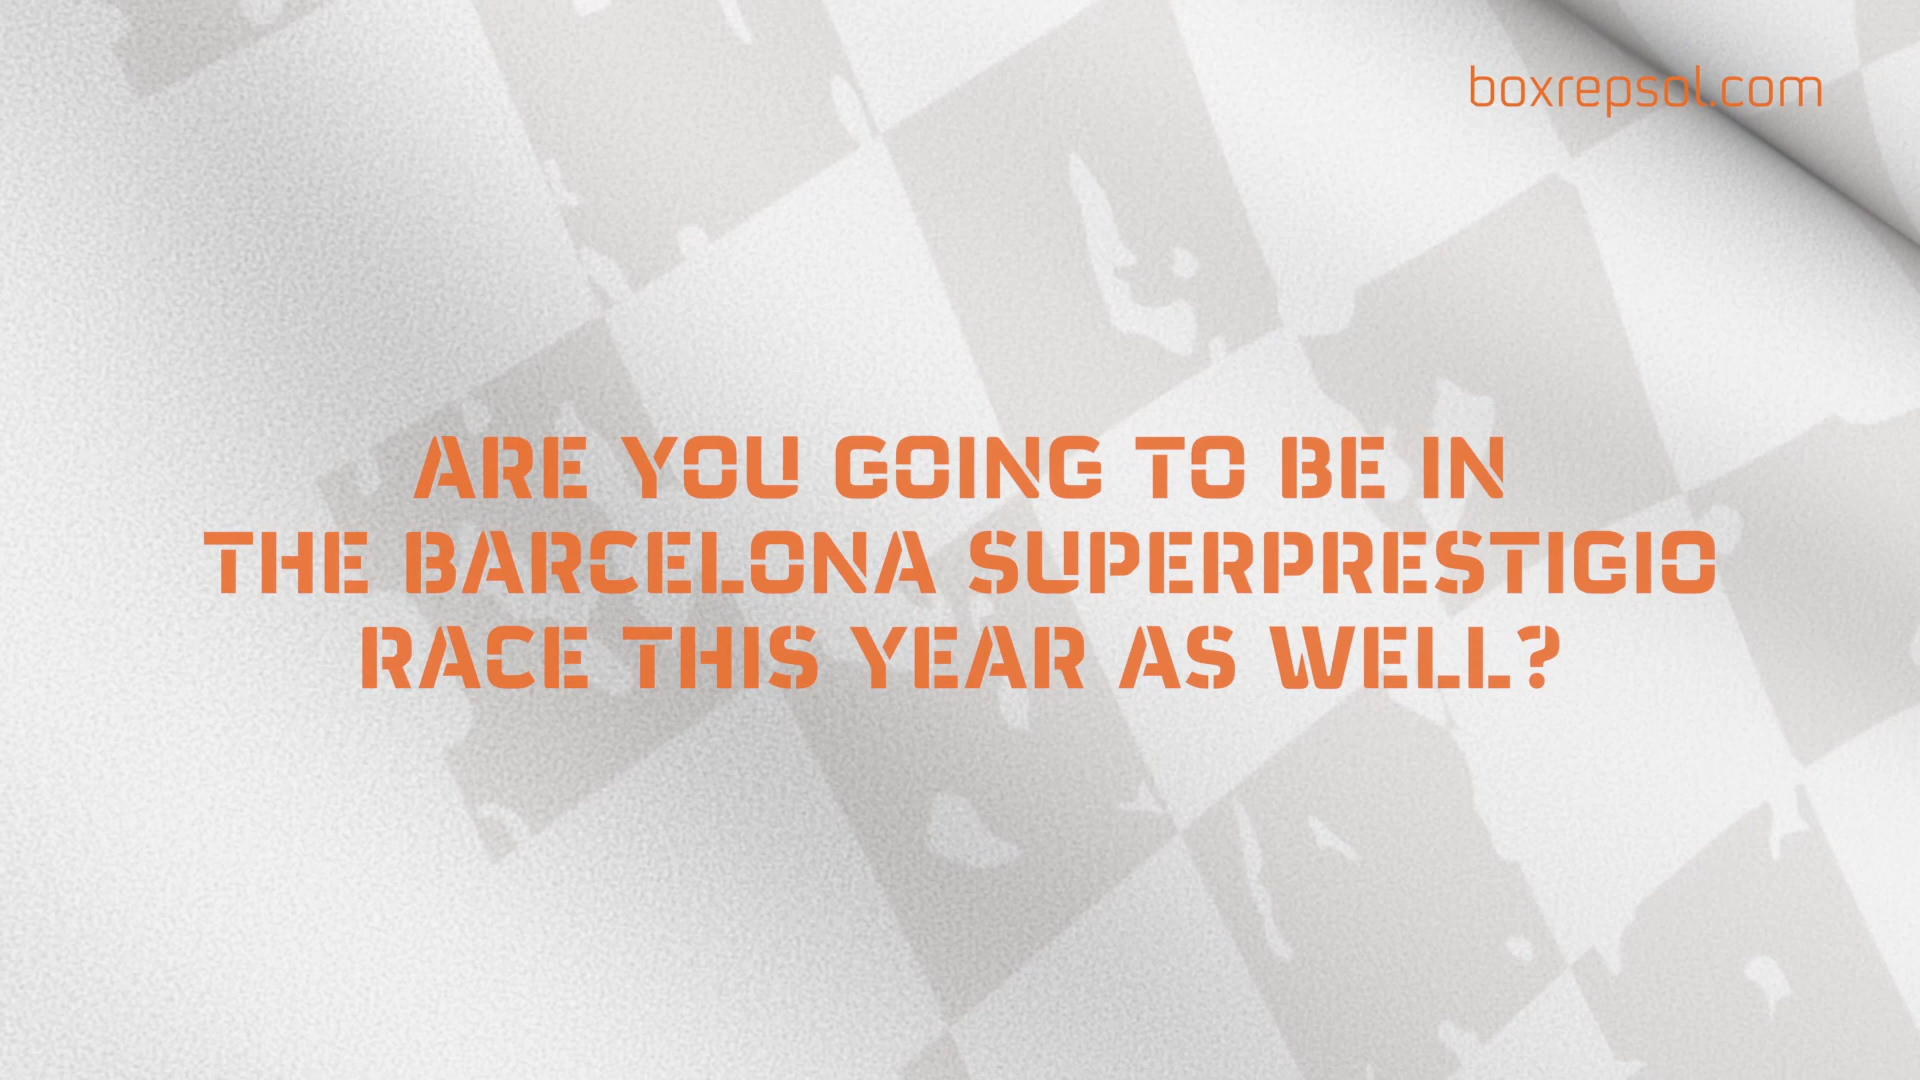 boxrepsol.com
ARE YOU GOING TO BE IN
THE BARCELONA SUPERPRESTIGIO
RACE THIS YEAR AS WELL?